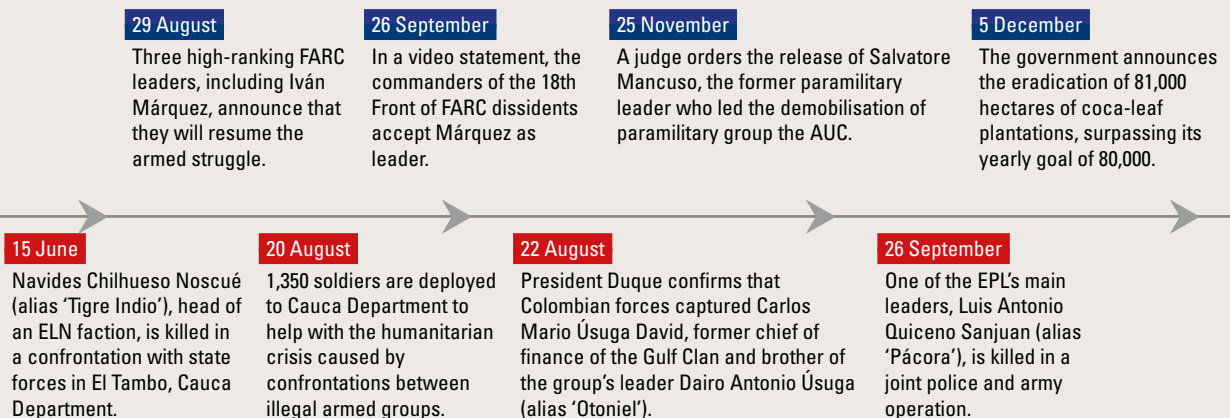 29 August
Three high-ranking FARC
leaders, including Iván
Márquez, announce that
they will resume the
armed struggle.
26 September
In a video statement, the
commanders of the 18th
Front of FARC dissidents
accept Márquez as
leader.
25 November
A judge orders the release of Salvatore
Mancuso, the former paramilitary
leader who led the demobilisation of
paramilitary group the AUC.
5 December
The government announces
the eradication of 81,000
hectares of coca-leaf
plantations, surpassing its
yearly goal of 80,000.
15 June
Navides Chilhueso Noscué
(alias ‘Tigre Indio’), head of
an ELN faction, is killed in
a confrontation with state
forces in El Tambo, Cauca
Department.
20 August
1,350 soldiers are deployed
to Cauca Department to
help with the humanitarian
crisis caused by
confrontations between
illegal armed groups.
22 August
President Duque confirms that
Colombian forces captured Carlos
Mario Úsuga David, former chief of
finance of the Gulf Clan and brother of
the group’s leader Dairo Antonio Úsuga
(alias ‘Otoniel’).
26 September
One of the EPL’s main
leaders, Luis Antonio
Quiceno Sanjuan (alias
‘Pácora’), is killed in a
joint police and army
operation.